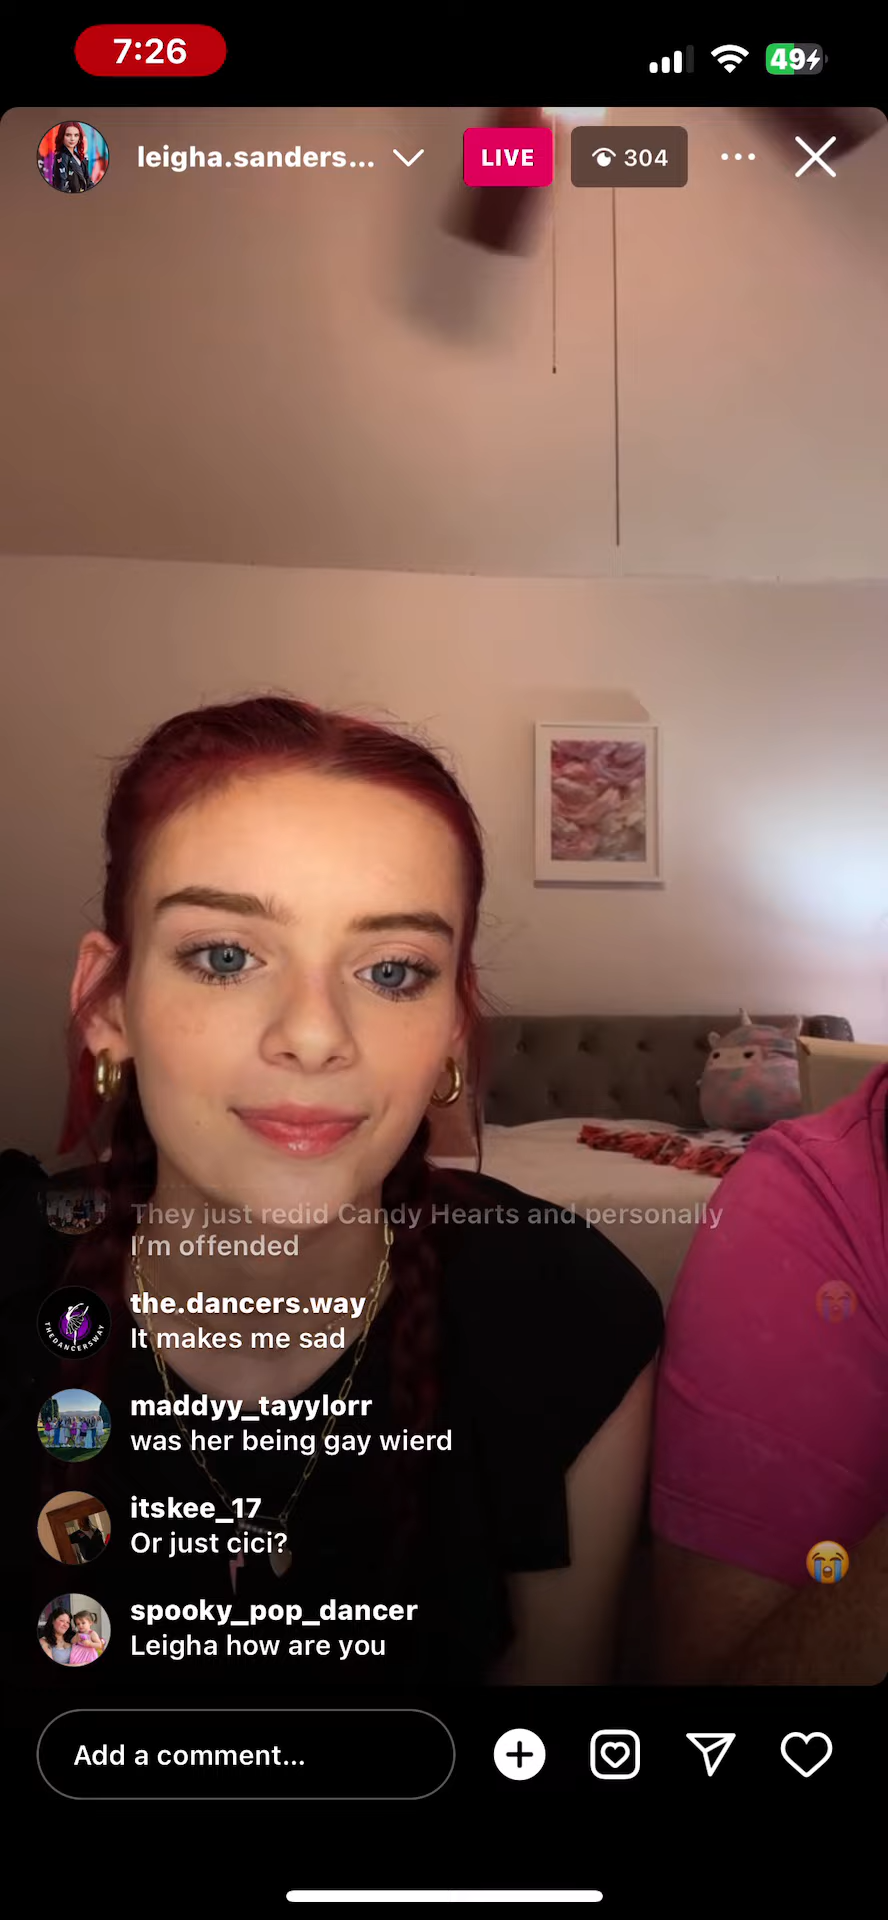 7:26
49
leigha.sanders...
LIVE
304
They just redid Candy Hearts and personally
I'm offended
THEDANCERSWAY
the.dancers.way
It makes me sad
maddyy_tayylorr
was her being gay wierd
itskee_17
Or just cici?
spooky_pop_dancer
Leigha how are you
Add a comment...